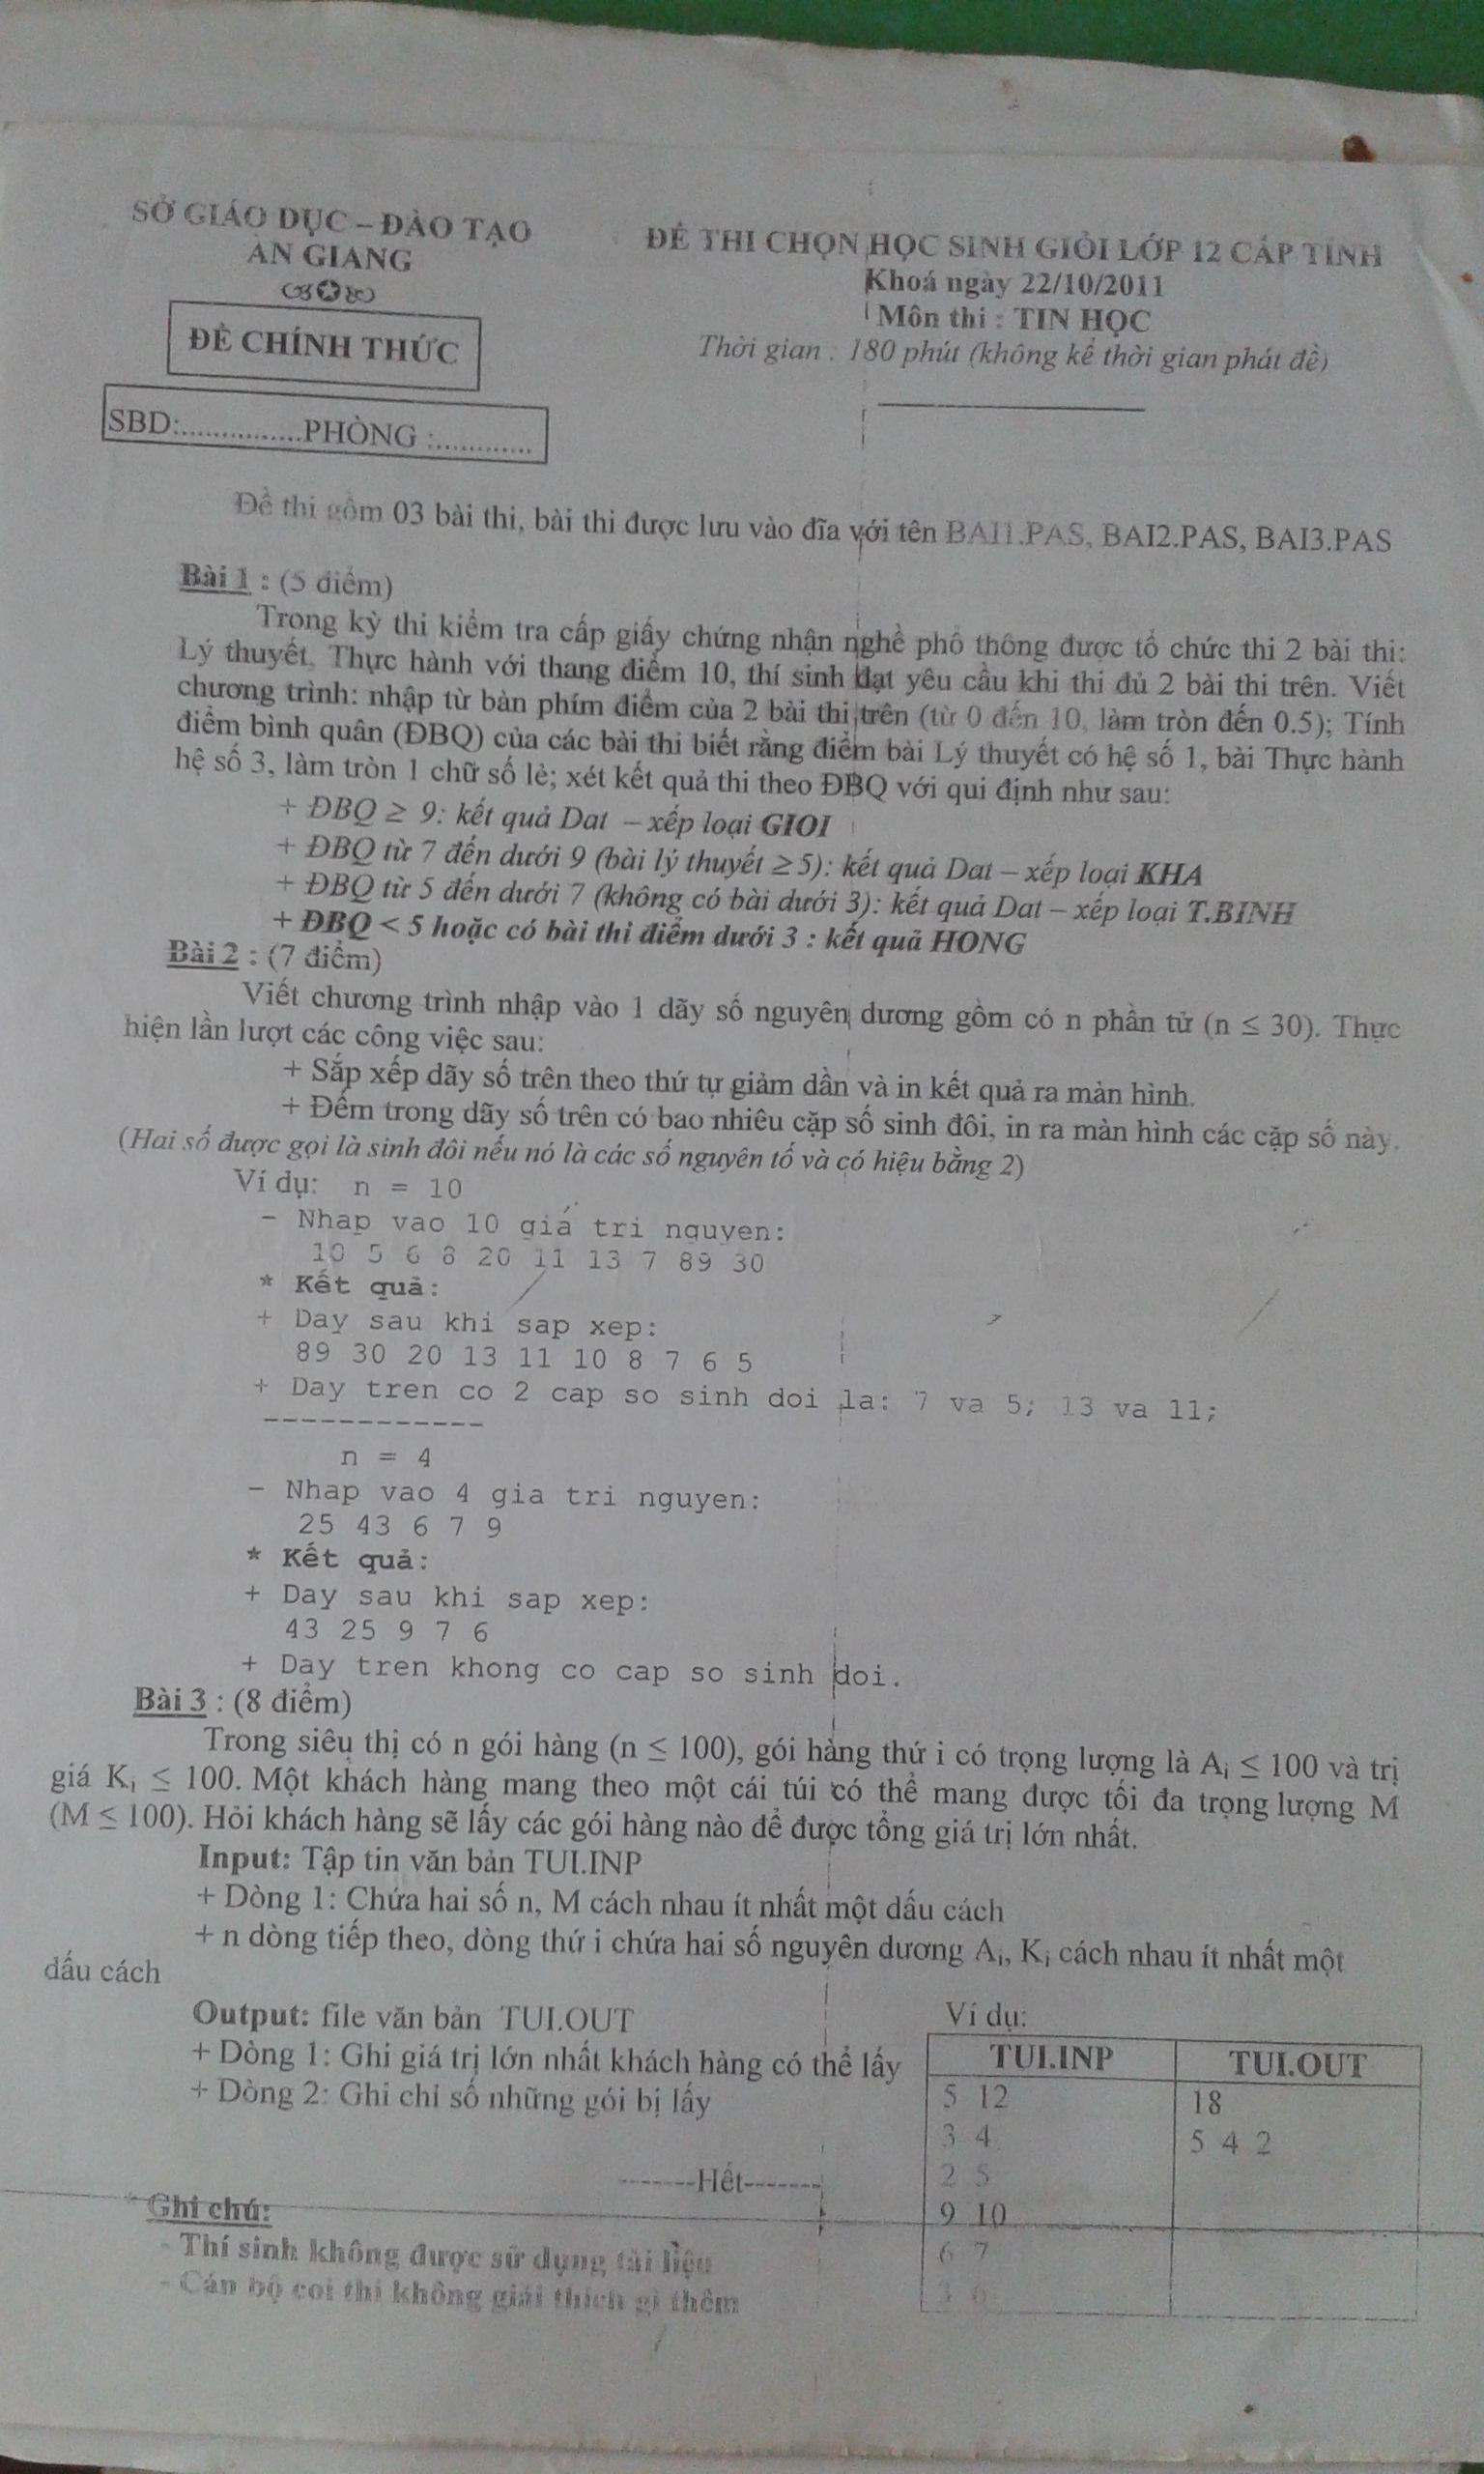 SỞ GIÁO DỤC – ĐÀO TẠO
AN GIANG
ĐỀ CHÍNH THỨC
SBD:...............PHÒNG :............
ĐỀ THI CHỌN HỌC SINH GIỎI LỚP 12 CẤP TỈNH
Khoá ngày 22/10/2011
Môn thi : TIN HỌC
Thời gian : 180 phút (không kể thời gian phát đề)
Đề thi gồm 03 bài thi, bài thi được lưu vào đĩa với tên BAI1.PAS, BAI2.PAS, BAI3.PAS
Bài 1 : (5 điểm)
Trong kỳ thi kiểm tra cấp giấy chứng nhận nghề phổ thông được tổ chức thi 2 bài thi:
Lý thuyết, Thực hành với thang điểm 10, thí sinh đạt yêu cầu khi thi đủ 2 bài thi trên. Viết
chương trình: nhập từ bàn phím điểm của 2 bài thi trên (từ 0 đến 10, làm tròn đến 0.5); Tính
điểm bình quân (ĐBQ) của các bài thi biết rằng điểm bài Lý thuyết có hệ số 1, bài Thực hành
hệ số 3, làm tròn 1 chữ số lẻ; xét kết quả thi theo ĐBQ với qui định như sau:
+ ĐBQ ≥ 9: kết quả Dat – xếp loại GIOI
+ ĐBQ từ 7 đến dưới 9 (bài lý thuyết ≥ 5): kết quả Dat – xếp loại KHA
+ ĐBQ từ 5 đến dưới 7 (không có bài dưới 3): kết quả Dat – xếp loại T.BINH
+ ĐBQ < 5 hoặc có bài thi điểm dưới 3 : kết quả HONG
Bài 2 : (7 điểm)
Viết chương trình nhập vào 1 dãy số nguyên dương gồm có n phần tử (n ≤ 30). Thực
hiện lần lượt các công việc sau:
+ Sắp xếp dãy số trên theo thứ tự giảm dần và in kết quả ra màn hình.
+ Đếm trong dãy số trên có bao nhiêu cặp số sinh đôi, in ra màn hình các cặp số này.
(Hai số được gọi là sinh đôi nếu nó là các số nguyên tố và có hiệu bằng 2)
Ví dụ: n = 10
- Nhap vao 10 giá tri nguyen:
10 5 6 8 20 11 13 7 89 30
* Kết quả:
+ Day sau khi sap xep:
89 30 20 13 11 10 8 7 6 5
+ Day tren co 2 cap so sinh doi la: 7 va 5; 13 va 11;
------------
n = 4
- Nhap vao 4 gia tri nguyen:
25 43 6 7 9
* Kết quả:
+ Day sau khi sap xep:
43 25 9 7 6
+ Day tren khong co cap so sinh doi.
Bài 3 : (8 điểm)
Trong siêu thị có n gói hàng (n ≤ 100), gói hàng thứ i có trọng lượng là Ai ≤ 100 và trị
giá Ki ≤ 100. Một khách hàng mang theo một cái túi có thể mang được tối đa trọng lượng M
(M ≤ 100). Hỏi khách hàng sẽ lấy các gói hàng nào để được tổng giá trị lớn nhất.
Input: Tập tin văn bản TUI.INP
+ Dòng 1: Chứa hai số n, M cách nhau ít nhất một dấu cách
+ n dòng tiếp theo, dòng thứ i chứa hai số nguyên dương Ai, Ki cách nhau ít nhất một
dấu cách
Output: file văn bản TUI.OUT
+ Dòng 1: Ghi giá trị lớn nhất khách hàng có thể lấy
+ Dòng 2: Ghi chỉ số những gói bị lấy
Ví dụ:
TUI.INP TUI.OUT
5 12 18
3 4 5 4 2
2 5
9 10
6 7
3 6
-------Hết-------
Ghi chú:
- Thí sinh không được sử dụng tài liệu
- Cán bộ coi thi không giải thích gì thêm